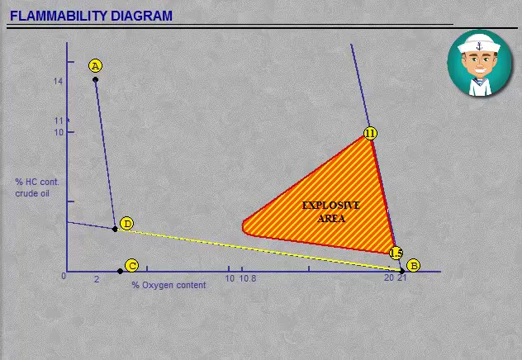 FLAMMABILITY DIAGRAM
A
14
11
10
11
% HC cont.
crude oil
EXPLOSIVE
AREA
D
1.5
C
B
0
2
10 10.8
20 21
% Oxygen content